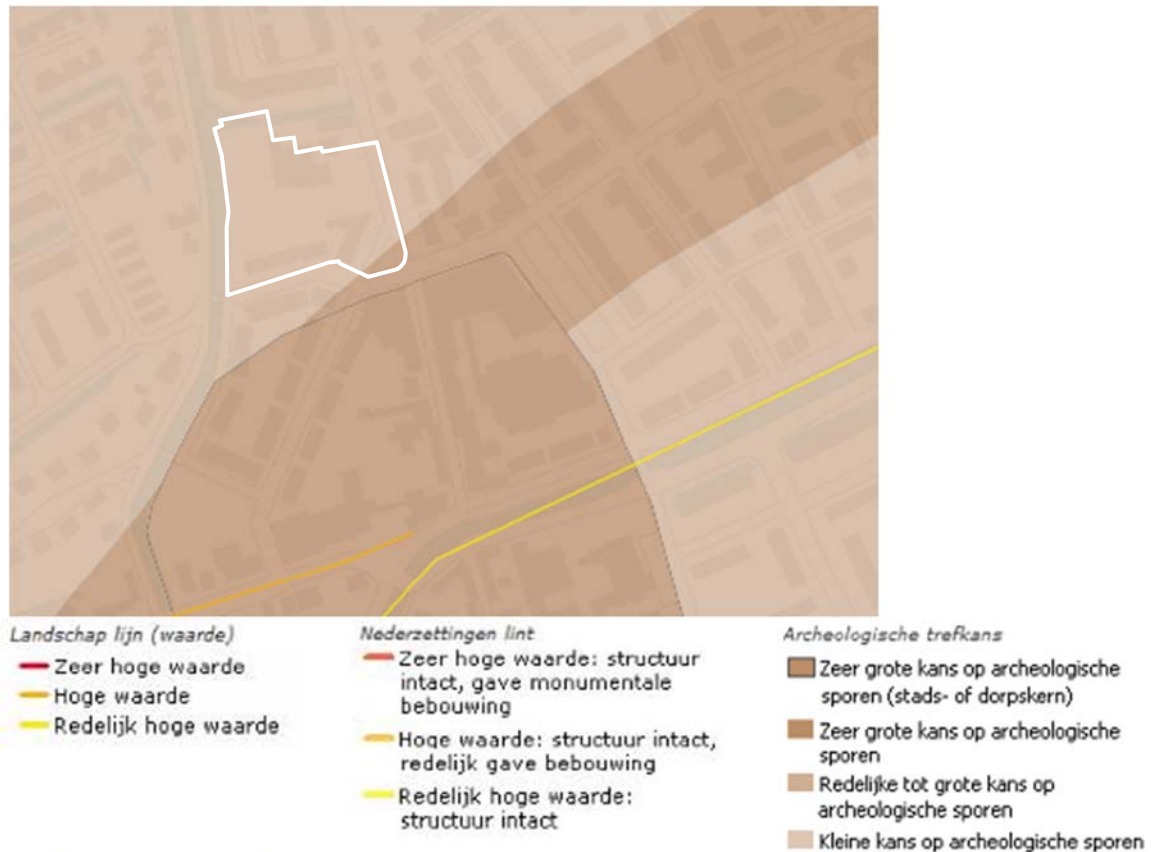 Landschap lijn (waarde)
Zeer hoge waarde
Hoge waarde
Redelijk hoge waarde
Nederzettingen lint
Zeer hoge waarde: structuur
intact, gave monumentale
bebouwing
Hoge waarde: structuur intact,
redelijk gave bebouwing
Redelijk hoge waarde:
structuur intact
Archeologische trefkans
Zeer grote kans op archeologische
sporen (stads- of dorpskern)
Zeer grote kans op archeologische
sporen
Redelijke tot grote kans op
archeologische sporen
Kleine kans op archeologische sporen